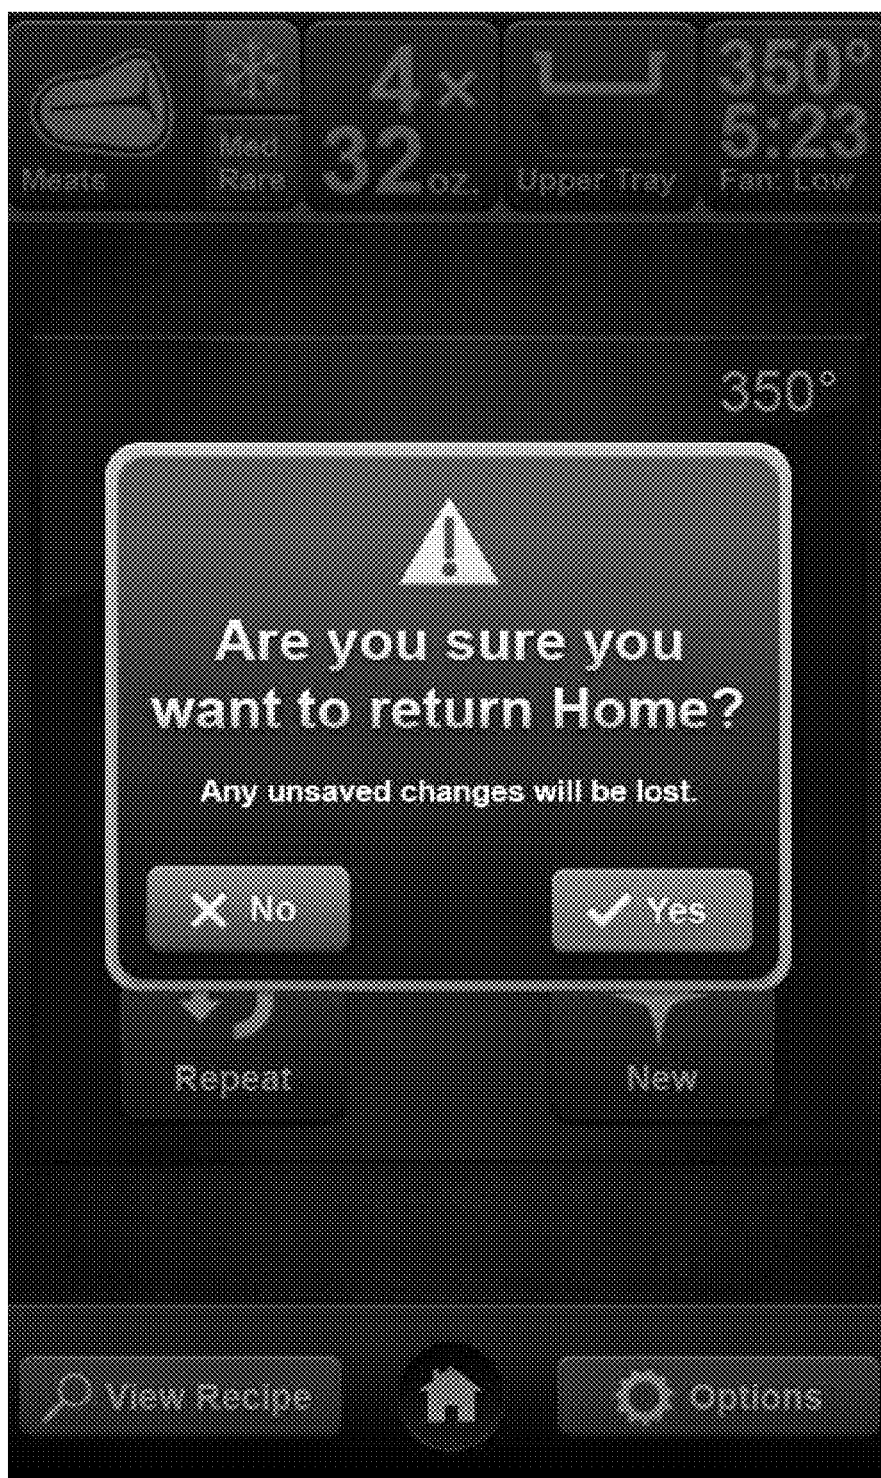 4 x
32 oz.
Meats
Med
Rare
Upper Tray
350°
5:23
Fan: Low
350°
Are you sure you
want to return Home?
Any unsaved changes will be lost.
No
Yes
Repeat
New
View Recipe
Options